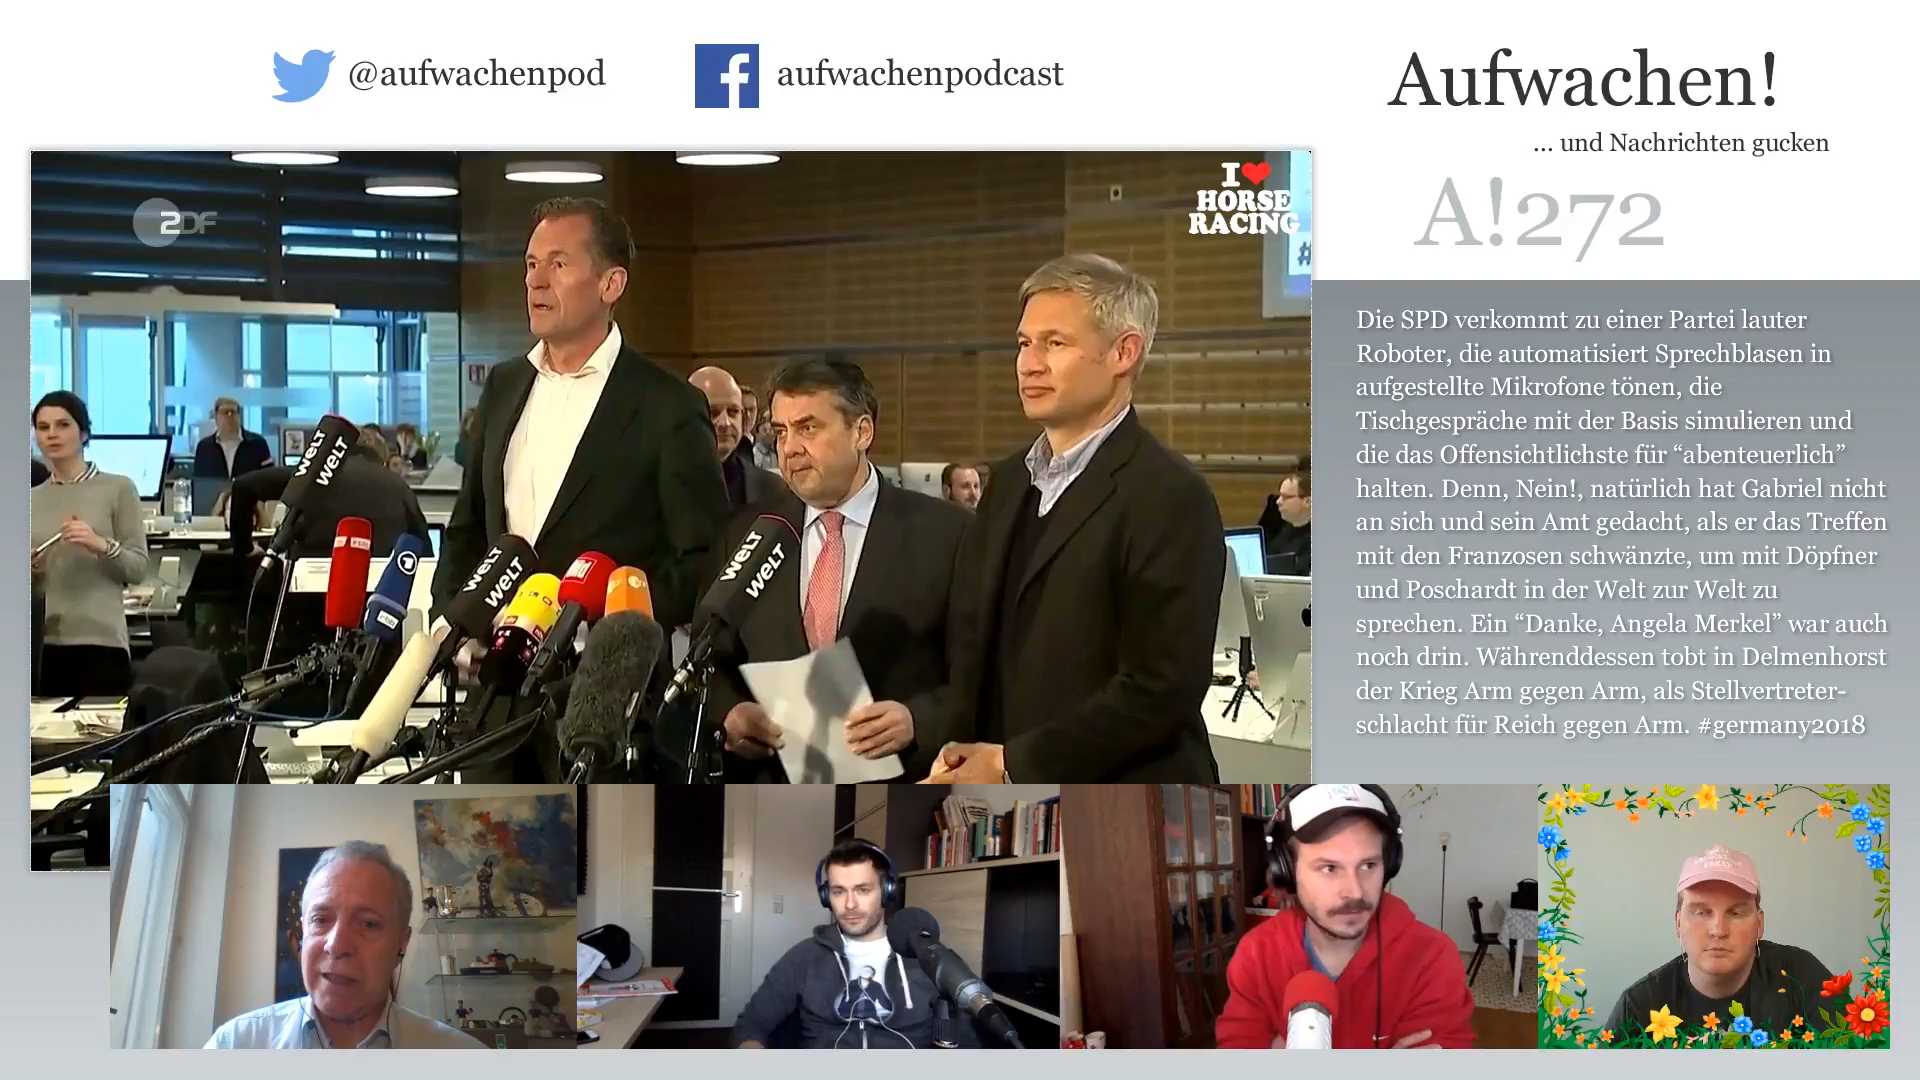 @aufwachenpod
aufwachenpodcast
Aufwachen!
... und Nachrichten gucken
A!272
ZDF
I
HORSE
RACING
#
Die SPD verkommt zu einer Partei lauter
Roboter, die automatisiert Sprechblasen in
aufgestellte Mikrofone tönen, die
Tischgespräche mit der Basis simulieren und
die das Offensichtlichste für “abenteuerlich”
halten. Denn, Nein!, natürlich hat Gabriel nicht
an sich und sein Amt gedacht, als er das Treffen
mit den Franzosen schwänzte, um mit Döpfner
und Poschardt in der Welt zur Welt zu
sprechen. Ein “Danke, Angela Merkel” war auch
noch drin. Währenddessen tobt in Delmenhorst
der Krieg Arm gegen Arm, als Stellvertreter-
schlacht für Reich gegen Arm. #germany2018
WELT
WELT
WELT
WELT
WELT
WELT
rbb
rbb
Bild